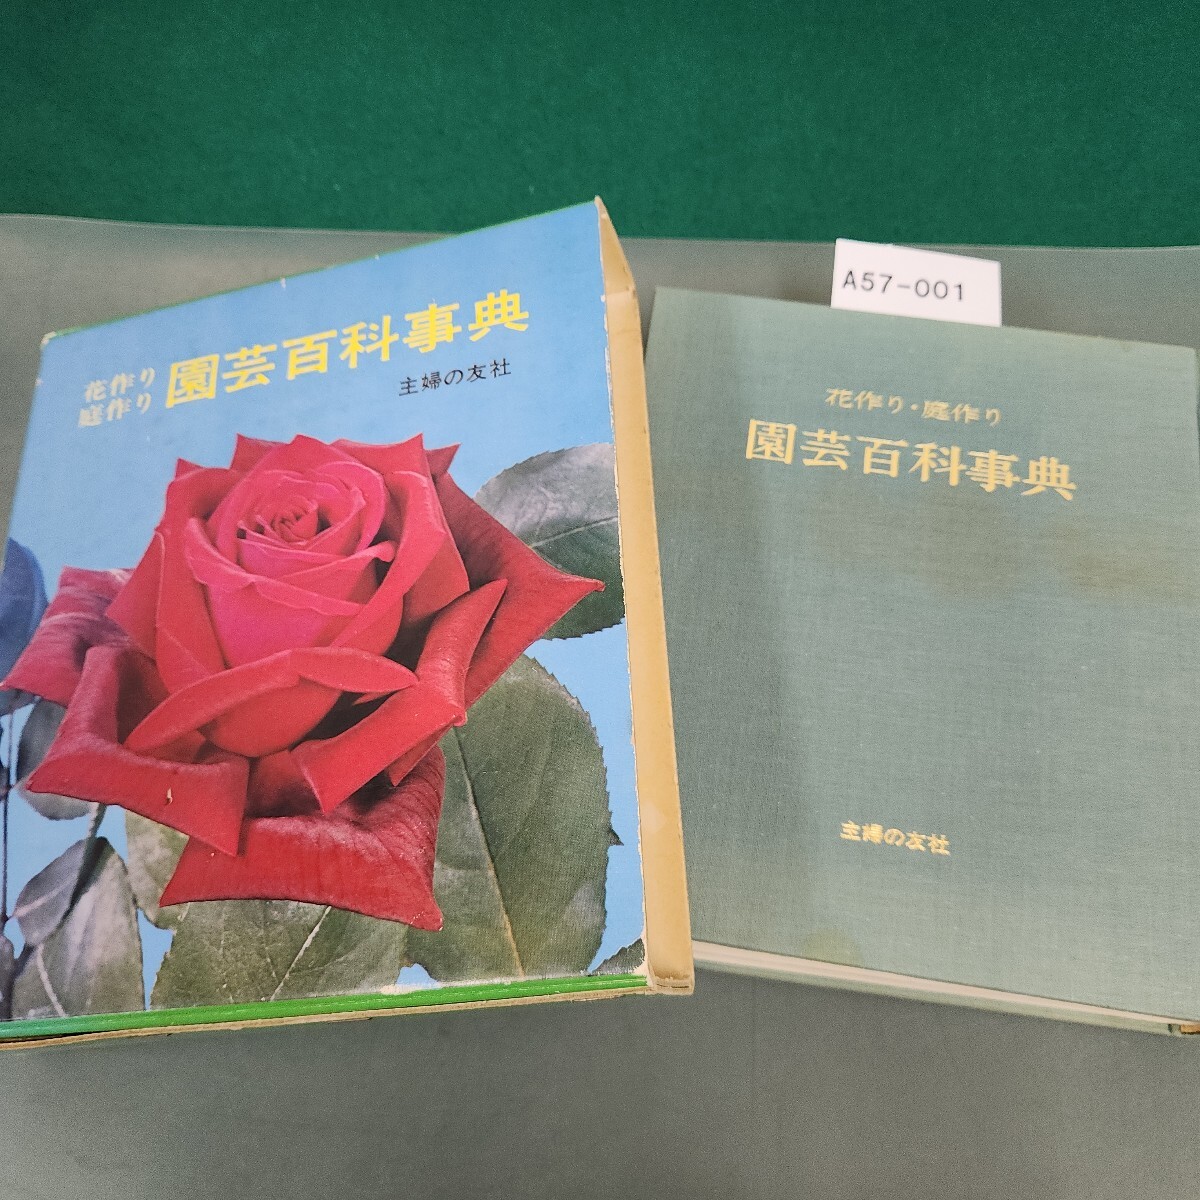 花作り
庭作り
園芸百科事典
主婦の友社
A57-001
花作り・庭作り
園芸百科事典
主婦の友社